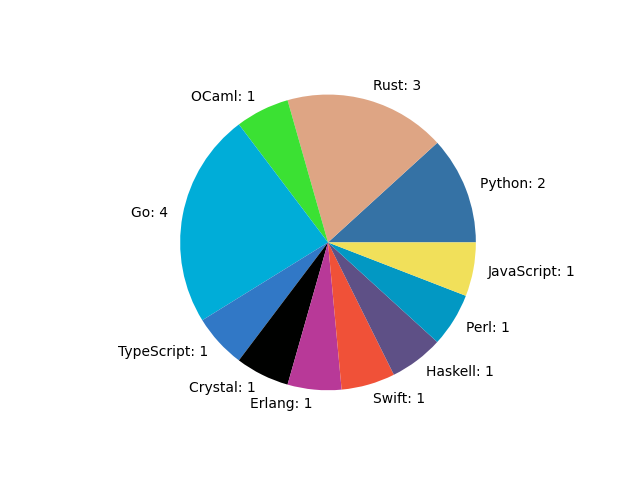 Rust: 3
OCaml: 1
Python: 2
Go: 4
JavaScript: 1
Perl: 1
TypeScript: 1
Haskell: 1
Crystal: 1
Swift: 1
Erlang: 1